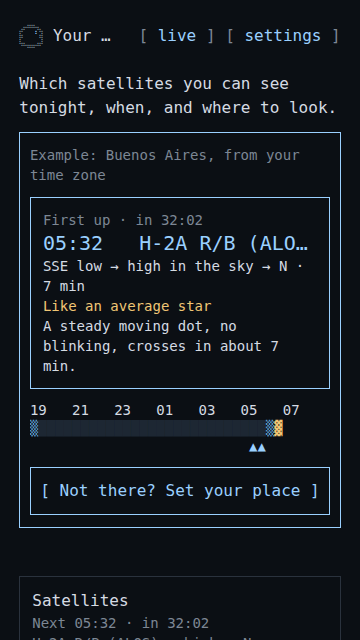 Your … [ live ] [ settings ]
Which satellites you can see
tonight, when, and where to look.
Example: Buenos Aires, from your
time zone
First up · in 32:02
05:32 H-2A R/B (ALO…
SSE low → high in the sky → N ·
7 min
Like an average star
A steady moving dot, no
blinking, crosses in about 7
min.
19 21 23 01 03 05 07
▲▲
[ Not there? Set your place ]
Satellites
Next 05:32 · in 32:02